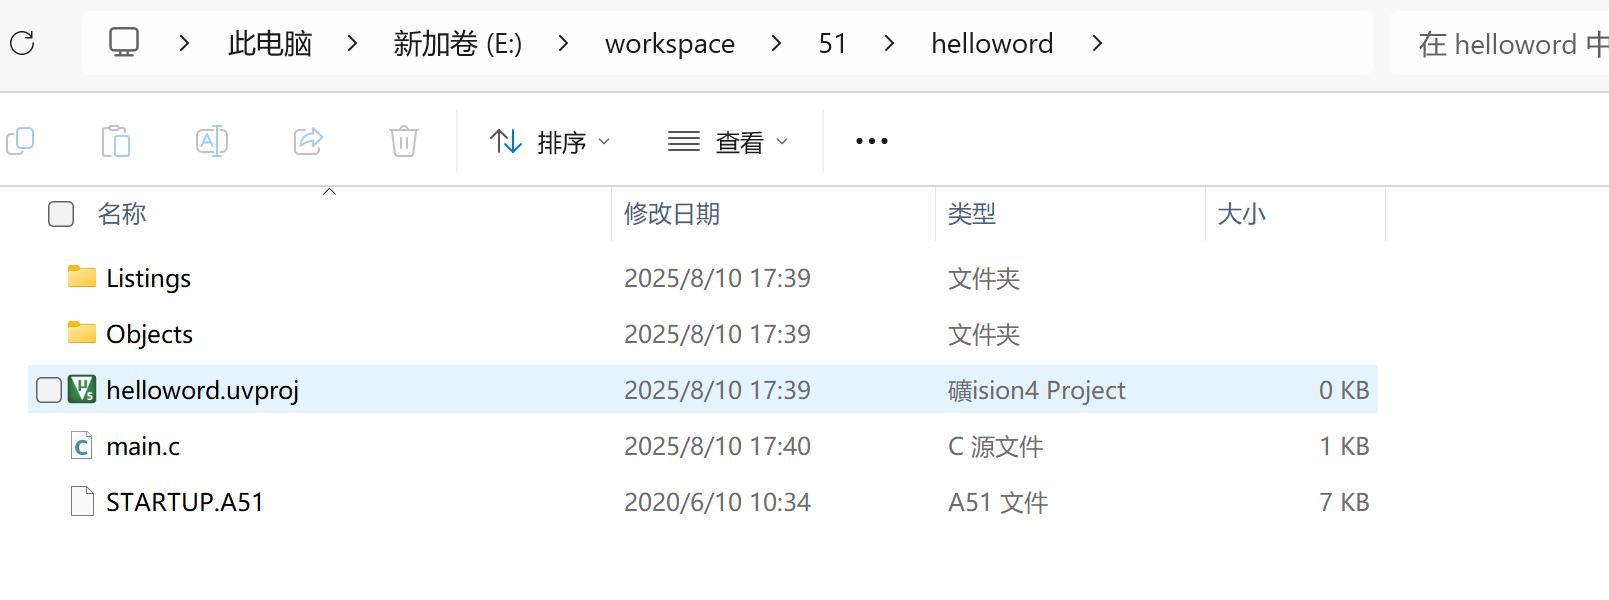 此电脑 新加卷 (E:) workspace 51 helloword 在 helloword 中
排序 查看
名称 修改日期 类型 大小
Listings 2025/8/10 17:39 文件夹
Objects 2025/8/10 17:39 文件夹
helloword.uvproj 2025/8/10 17:39 礦ision4 Project 0 KB
main.c 2025/8/10 17:40 C 源文件 1 KB
STARTUP.A51 2020/6/10 10:34 A51 文件 7 KB